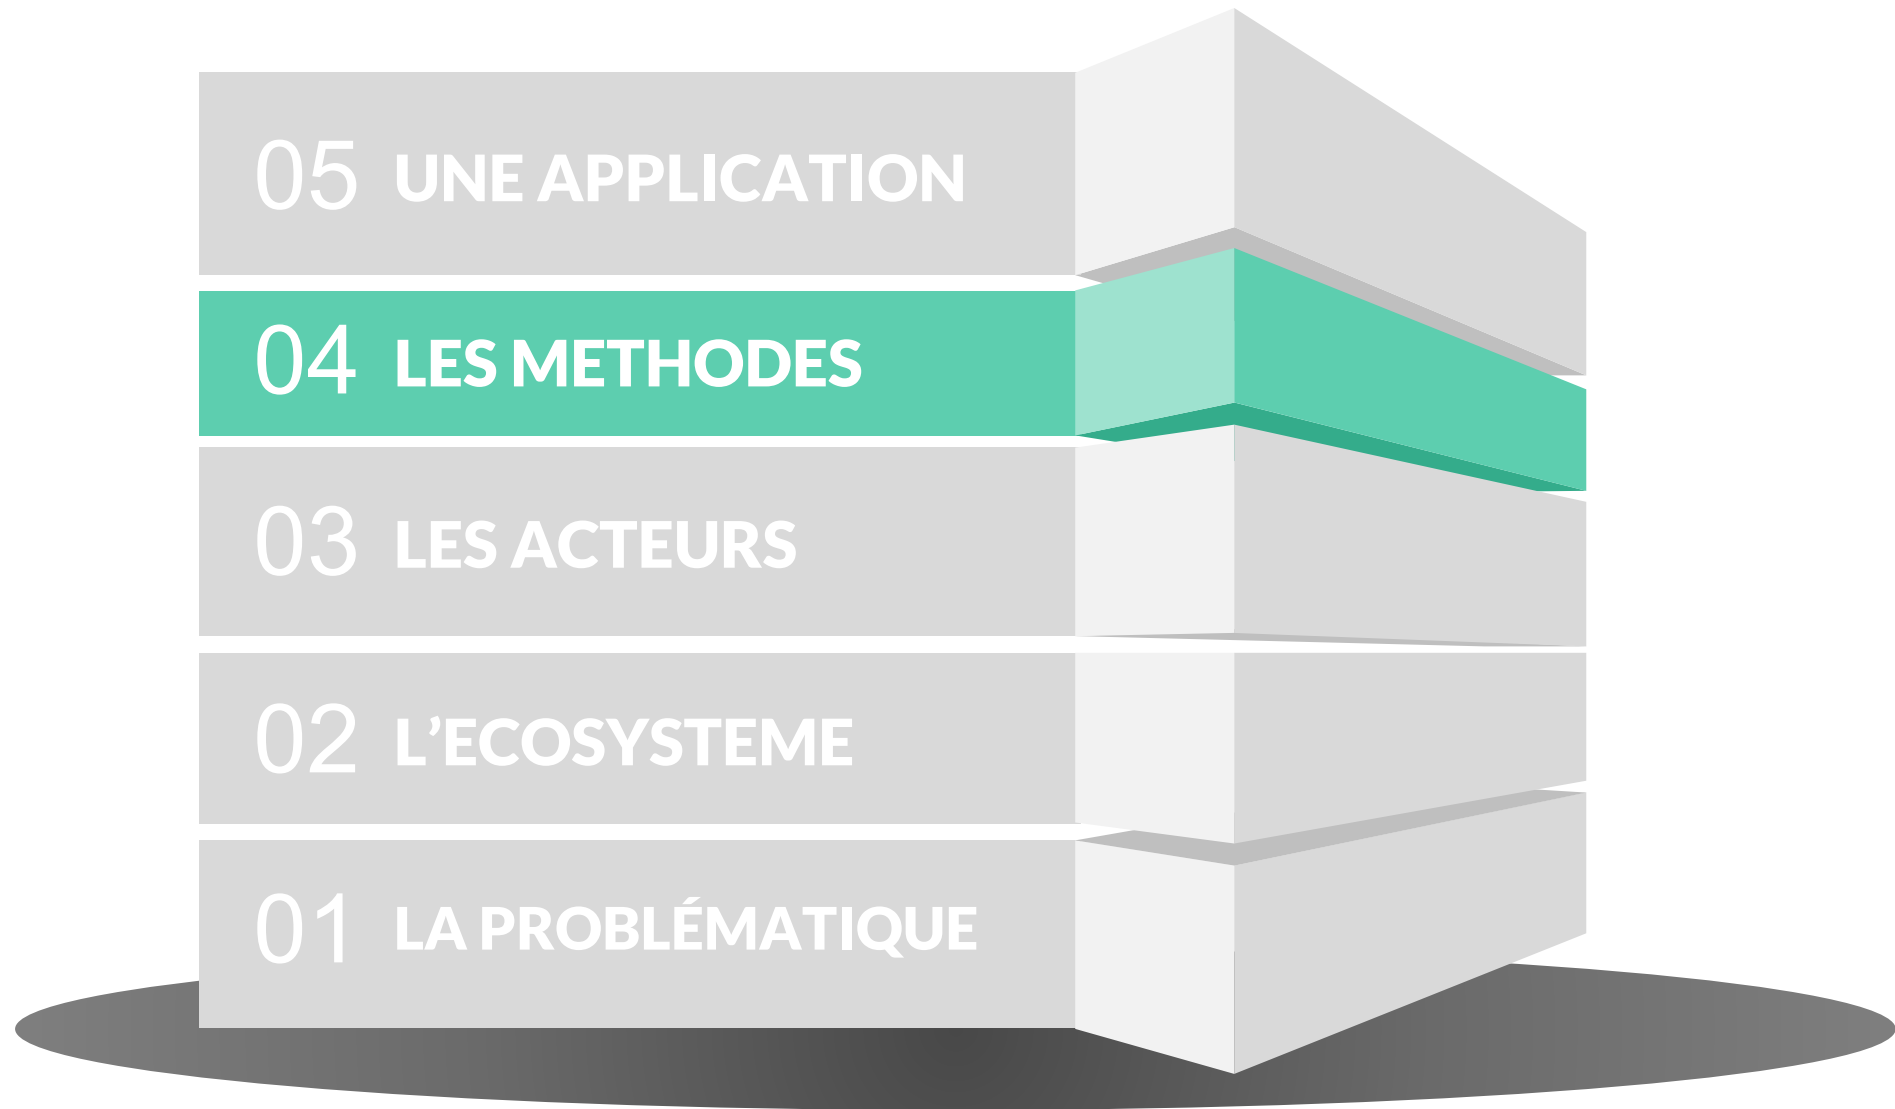 05 UNE APPLICATION
04 LES METHODES
03 LES ACTEURS
02 L’ECOSYSTEME
01 LA PROBLÉMATIQUE